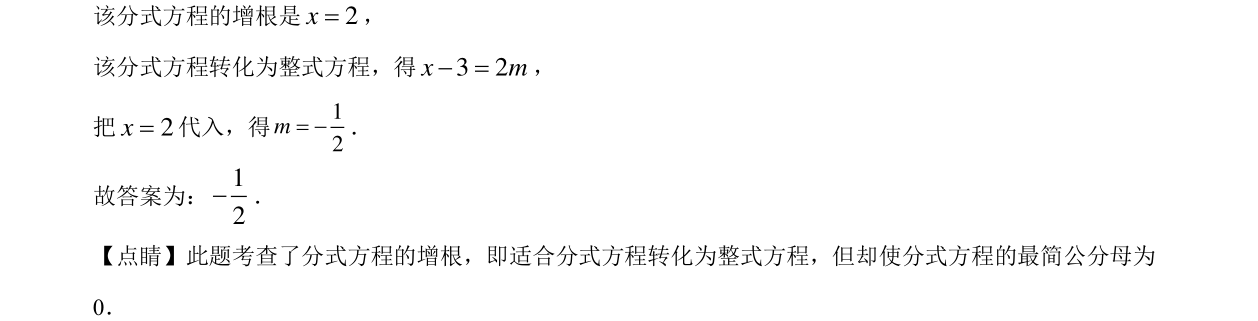 该分式方程的增根是 x = 2，
该分式方程转化为整式方程，得 x − 3 = 2m，
把 x = 2 代入，得 m = −1/2．
故答案为：−1/2．
【点睛】此题考查了分式方程的增根，即适合分式方程转化为整式方程，但却使分式方程的最简公分母为
0．